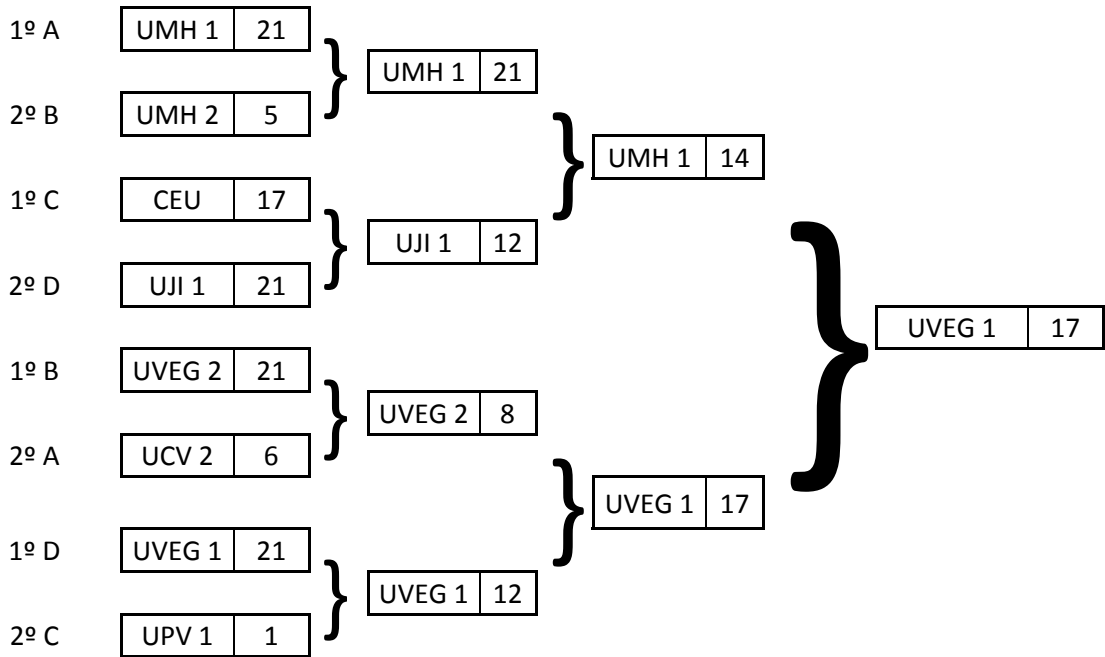 1º A UMH 1 21
2º B UMH 2 5
1º C CEU 17
2º D UJI 1 21
1º B UVEG 2 21
2º A UCV 2 6
1º D UVEG 1 21
2º C UPV 1 1
UMH 1 21
UJI 1 12
UVEG 2 8
UVEG 1 12
UMH 1 14
UVEG 1 17
UVEG 1 17